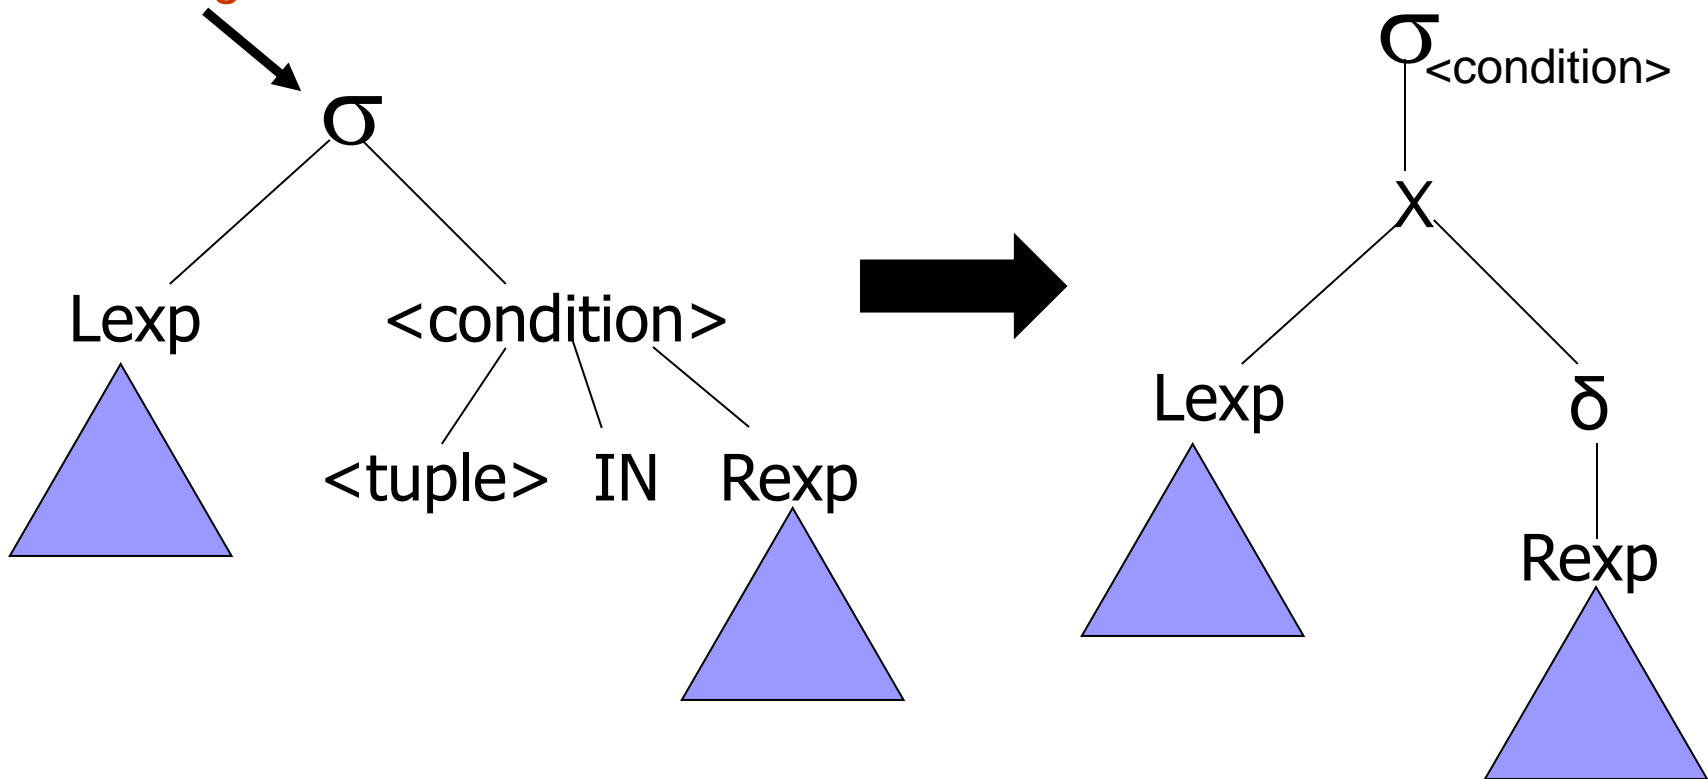 σ
Lexp <condition>
<tuple> IN Rexp
σ<condition>
X
Lexp δ
Rexp